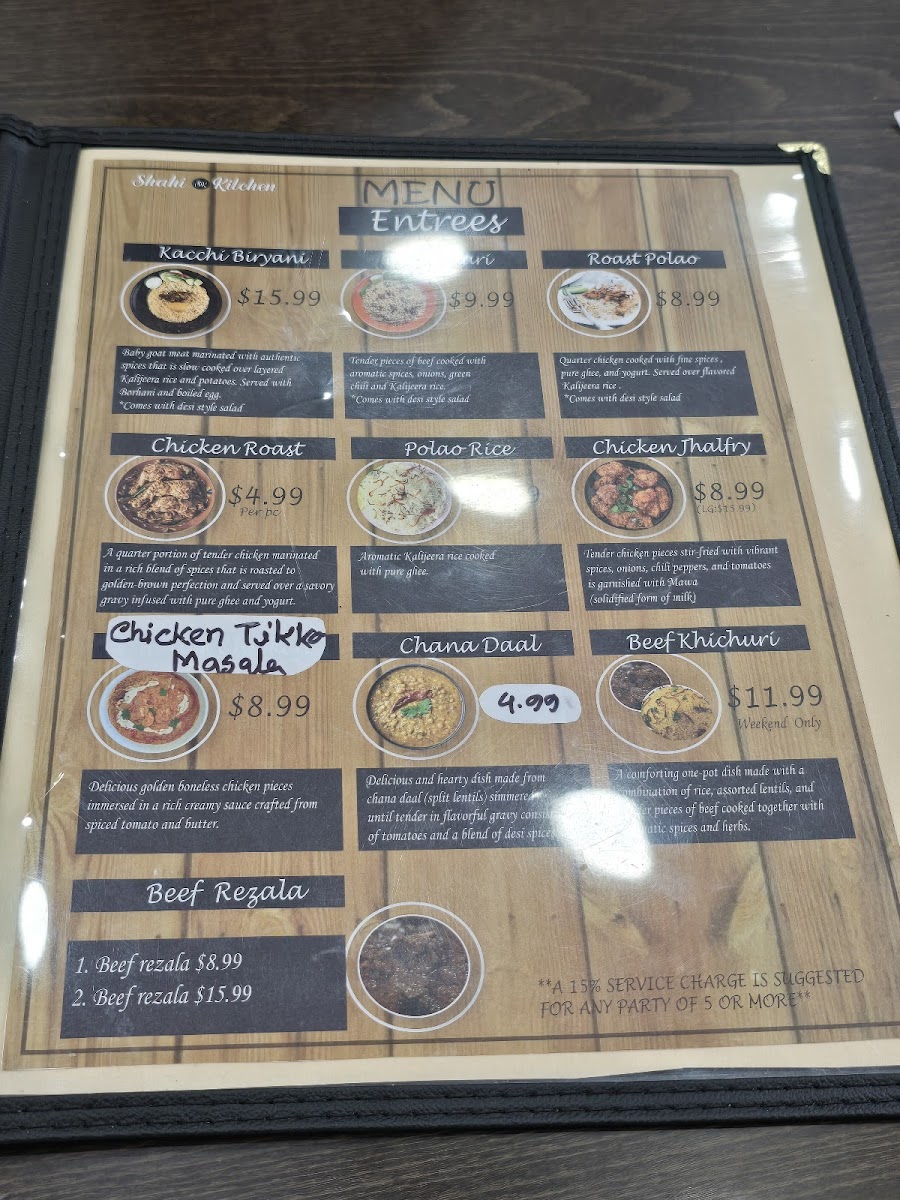 Shahi Kitchen
MENU
Entrees
Kacchi Biryani
$15.99
Baby goat meat marinated with authentic
spices that is slow cooked over layered
Kalijeera rice and potatoes. Served with
Borhani and boiled egg.
*Comes with desi style salad
$9.99
Tender pieces of beef cooked with
aromatic spices, onions, green
chili and Kalijeera rice.
*Comes with desi style salad
Roast Polao
$8.99
Quarter chicken cooked with fine spices ,
pure ghee, and yogurt. Served over flavored
Kalijeera rice .
*Comes with desi style salad
Chicken Roast
$4.99
Per pc
A quarter portion of tender chicken marinated
in a rich blend of spices that is roasted to
golden-brown perfection and served over a savory
gravy infused with pure ghee and yogurt.
Polao Rice
Aromatic Kalijeera rice cooked
with pure ghee.
Chicken Jhalfry
$8.99
(LG:$15.99)
Tender chicken pieces stir-fried with vibrant
spices, onions, chili peppers, and tomatoes
is garnished with Mawa
(solidified form of milk)
Chicken Tikka
Masala
$8.99
Delicious golden boneless chicken pieces
immersed in a rich creamy sauce crafted from
spiced tomato and butter.
Chana Daal
4.99
Delicious and hearty dish made from
chana daal (split lentils) simmered
until tender in flavorful gravy
of tomatoes and a blend of desi spices
Beef Khichuri
$11.99
Weekend Only
A comforting one-pot dish made with a
combination of rice, assorted lentils, and
pieces of beef cooked together with
spices and herbs.
Beef Rezala
1. Beef rezala $8.99
2. Beef rezala $15.99
**A 15% SERVICE CHARGE IS SUGGESTED
FOR ANY PARTY OF 5 OR MORE**